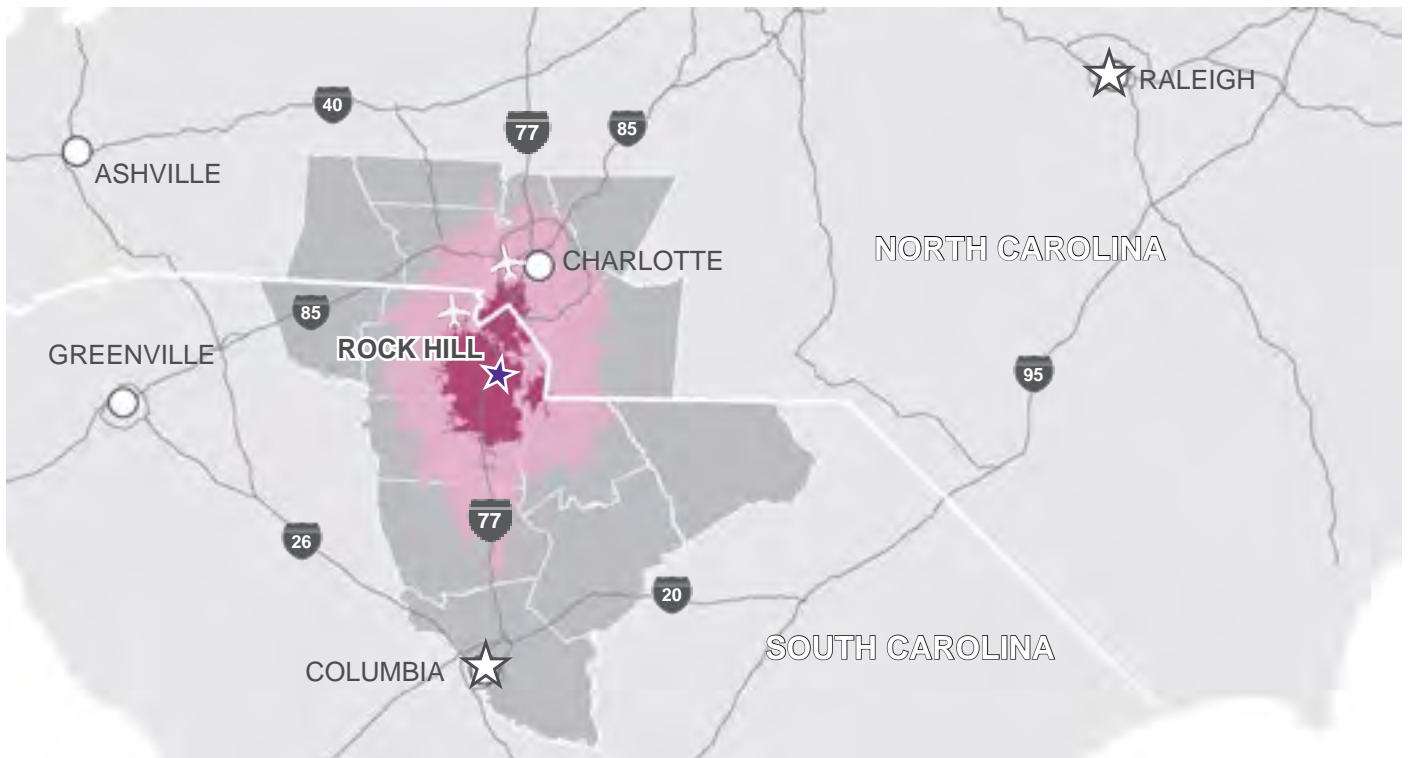 RALEIGH
40
77
85
ASHVILLE
NORTH CAROLINA
CHARLOTTE
85
ROCK HILL
GREENVILLE
95
77
26
20
SOUTH CAROLINA
COLUMBIA